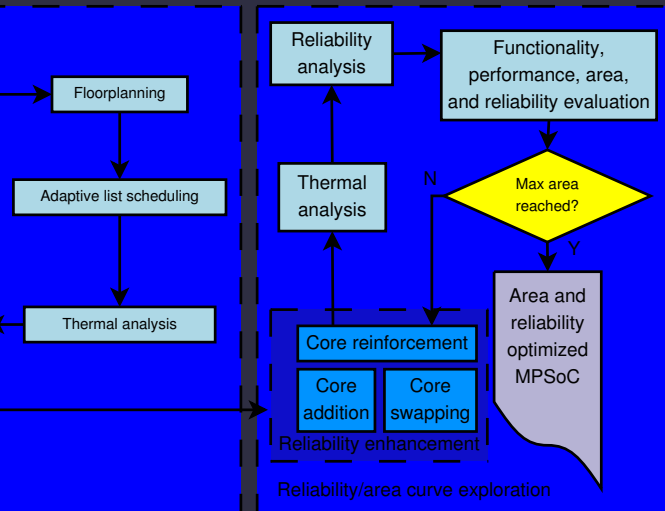 Floorplanning
Adaptive list scheduling
Thermal analysis
Reliability
analysis
Functionality,
performance, area,
and reliability evaluation
Thermal
analysis
N
Max area
reached?
Y
Area and
reliability
optimized
MPSoC
Core reinforcement
Core
addition
Core
swapping
Reliability enhancement
Reliability/area curve exploration